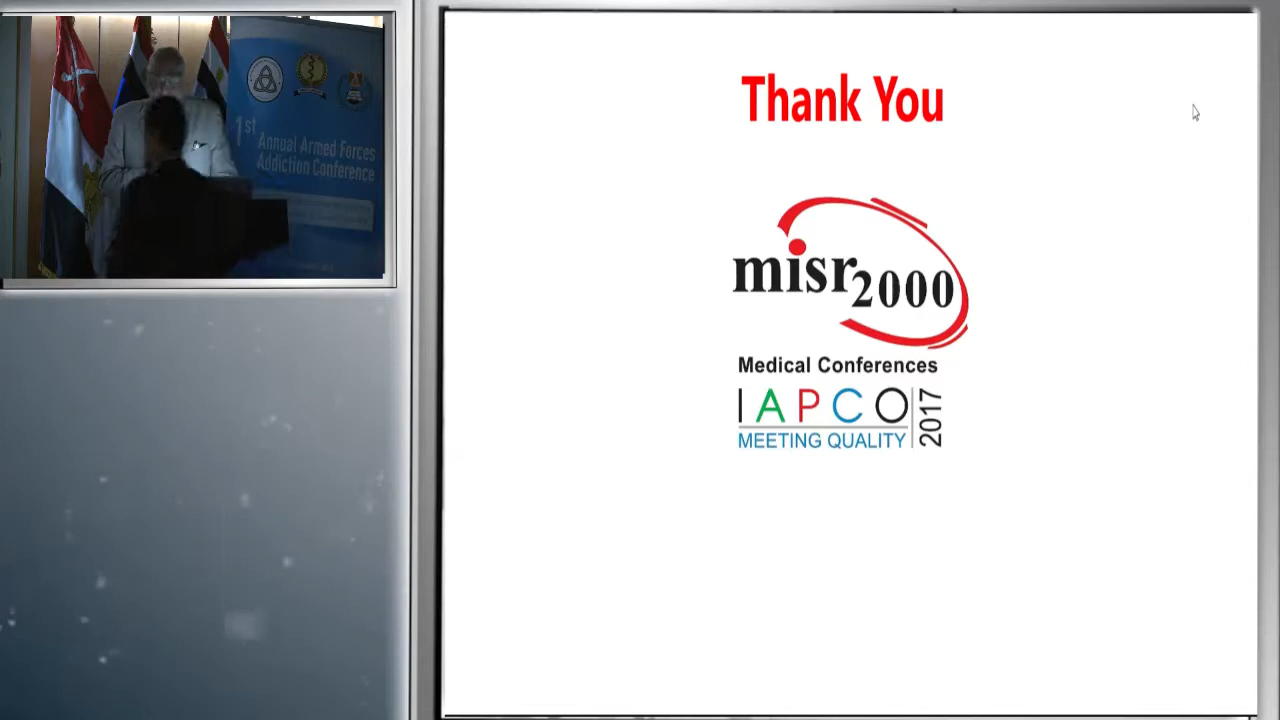 1st
Annual Armed Forces
Addiction Conference
Thank You
misr2000
Medical Conferences
IAPCO
MEETING QUALITY
2017